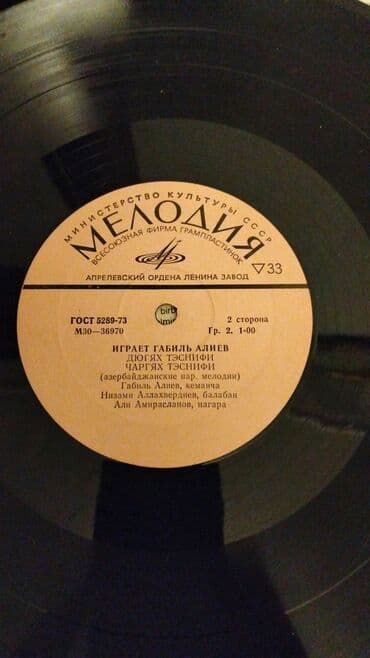 МИНИСТЕРСТВО КУЛЬТУРЫ СССР
МЕЛОДИЯ
ВСЕСОЮЗНАЯ ФИРМА ГРАМПЛАСТИНОК
АПРЕЛЕВСКИЙ ОРДЕНА ЛЕНИНА ЗАВОД
▽33
ГОСТ 5289-73
2 сторона
М30—36970
Гр. 2. 1-00
ИГРАЕТ ГАБИЛЬ АЛИЕВ
ДЮГЯХ ТЭСНИФИ
ЧАРГЯХ ТЭСНИФИ
(азербайджанские нар. мелодии)
Габиль Алиев, кеманча
Низами Аллахвердиев, балабан
Али Амирасланов, нагара